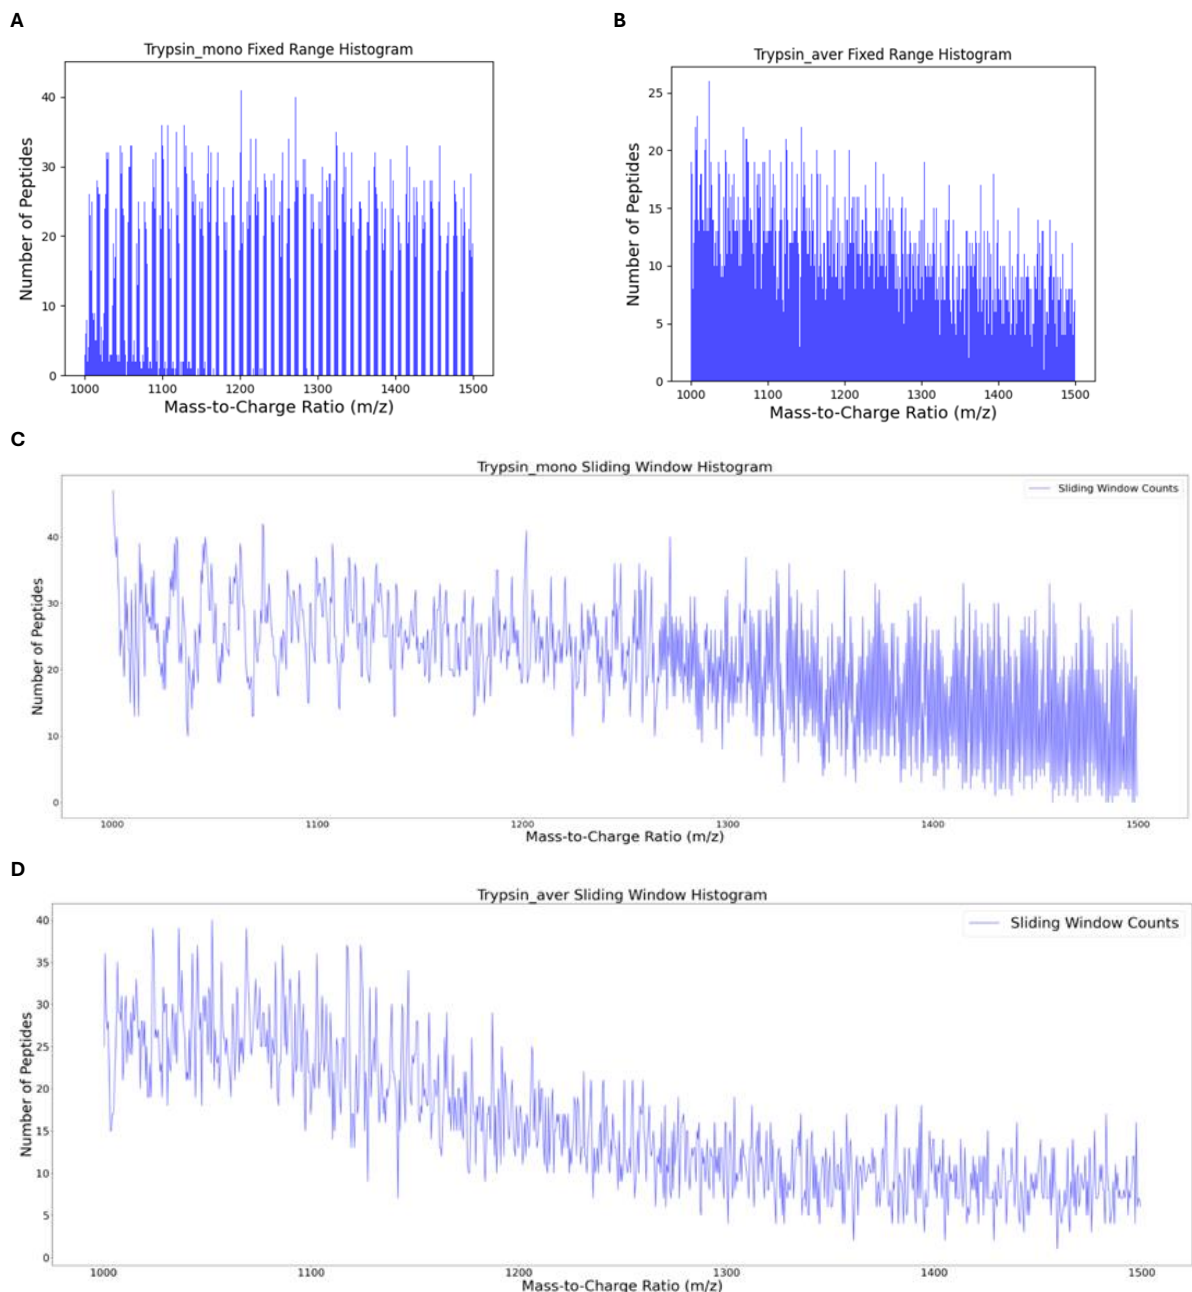 A
B
Trypsin_mono Fixed Range Histogram
Trypsin_aver Fixed Range Histogram
Number of Peptides
40
30
20
10
0
1000 1100 1200 1300 1400 1500
Mass-to-Charge Ratio (m/z)
Number of Peptides
25
20
15
10
5
0
1000 1100 1200 1300 1400 1500
Mass-to-Charge Ratio (m/z)
C
Trypsin_mono Sliding Window Histogram
Sliding Window Counts
Number of Peptides
40
30
20
10
0
1000 1100 1200 1300 1400 1500
Mass-to-Charge Ratio (m/z)
D
Trypsin_aver Sliding Window Histogram
Sliding Window Counts
Number of Peptides
40
35
30
25
20
15
10
5
0
1000 1100 1200 1300 1400 1500
Mass-to-Charge Ratio (m/z)